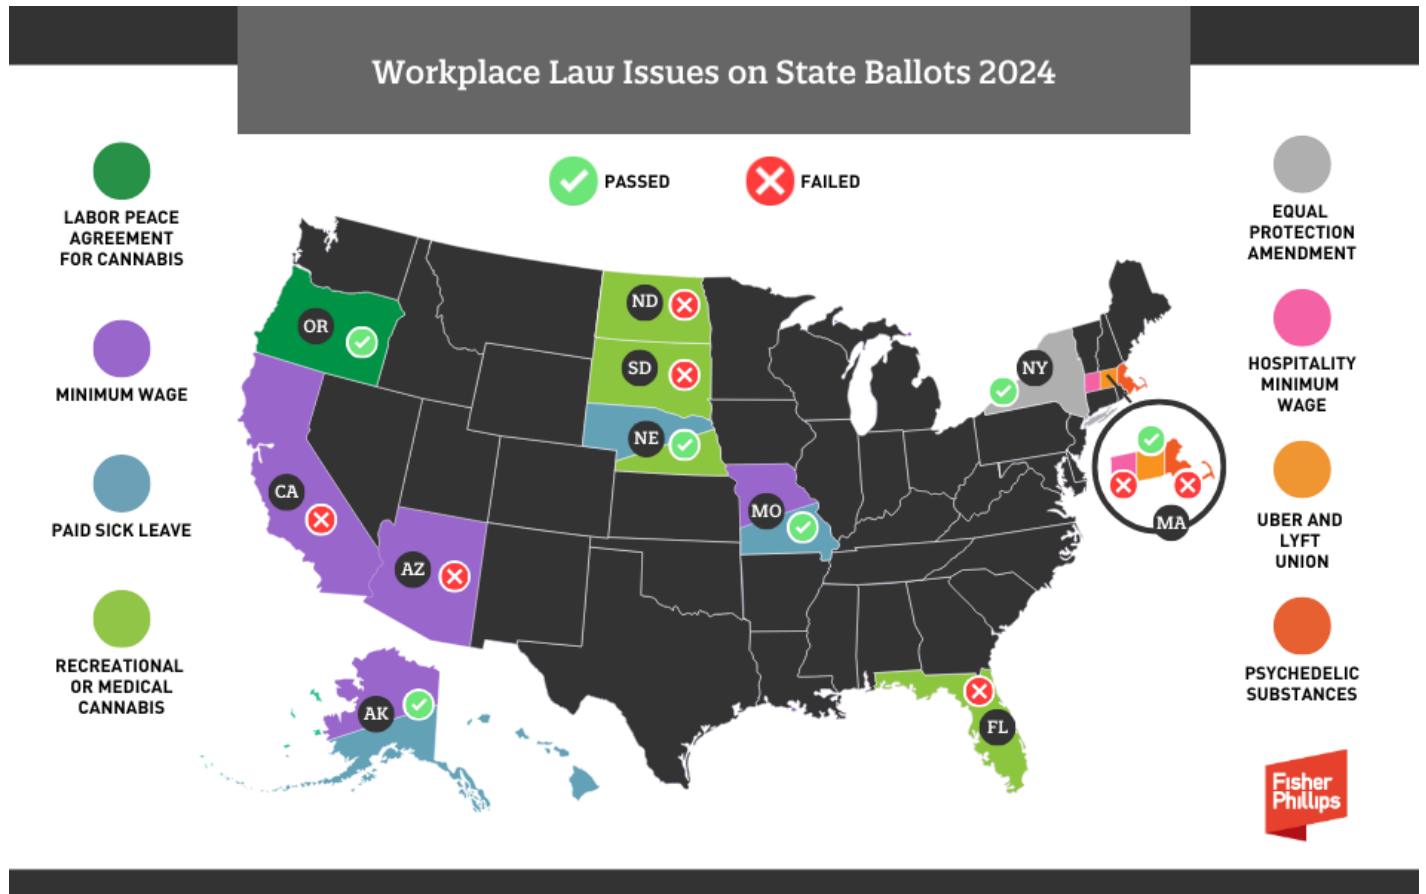 Workplace Law Issues on State Ballots 2024
PASSED
FAILED
LABOR PEACE
AGREEMENT
FOR CANNABIS
MINIMUM WAGE
PAID SICK LEAVE
RECREATIONAL
OR MEDICAL
CANNABIS
OR
CA
AZ
AK
ND
SD
NE
MO
FL
NY
MA
EQUAL
PROTECTION
AMENDMENT
HOSPITALITY
MINIMUM
WAGE
UBER AND
LYFT
UNION
PSYCHEDELIC
SUBSTANCES
Fisher
Phillips